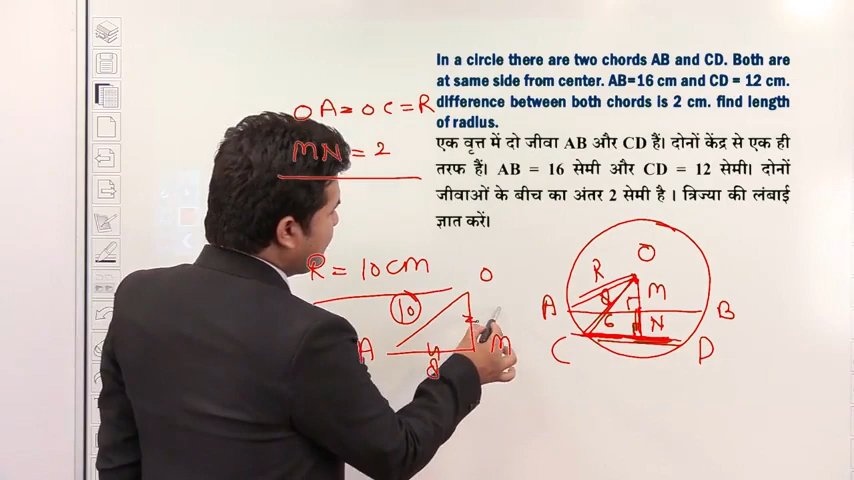 In a circle there are two chords AB and CD. Both are
at same side from center. AB=16 cm and CD = 12 cm.
difference between both chords is 2 cm. find length
of radius.
एक वृत्त में दो जीवा AB और CD हैं। दोनों केंद्र से एक ही
तरफ हैं। AB = 16 सेमी और CD = 12 सेमी। दोनों
जीवाओं के बीच का अंतर 2 सेमी है । त्रिज्या की लंबाई
ज्ञात करें।
OA = OC = R
MN = 2
R = 10 cm
10
O
A
8
M
O
R
8
M
A
B
6
N
C
D